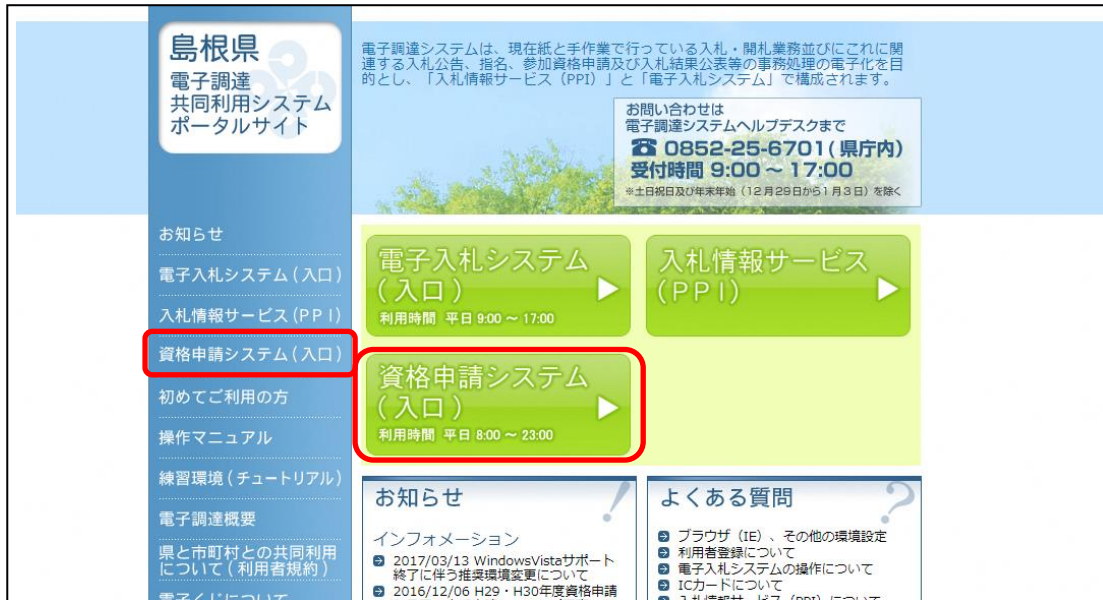 島根県
電子調達
共同利用システム
ポータルサイト
電子調達システムは、現在紙と手作業で行っている入札・開札業務並びにこれに関
連する入札公告、指名、参加資格申請及び入札結果公表等の事務処理の電子化を目
的とし、「入札情報サービス（PPI）」と「電子入札システム」で構成されます。
お問い合わせは
電子調達システムヘルプデスクまで
☎ 0852-25-6701(県庁内)
受付時間 9:00 ～ 17:00
※土日祝日及び年末年始（12月29日から1月3日）を除く
お知らせ
電子入札システム(入口)
入札情報サービス(PPI)
資格申請システム(入口)
初めてご利用の方
操作マニュアル
練習環境(チュートリアル)
電子調達概要
県と市町村との共同利用
について(利用者規約)
電子くじについて
電子入札システム
(入口)
利用時間 平日 9:00 ～ 17:00
入札情報サービス
(PPI)
資格申請システム
(入口)
利用時間 平日 8:00 ～ 23:00
お知らせ
インフォメーション
2017/03/13 WindowsVistaサポート
終了に伴う推奨環境変更について
2016/12/06 H29・H30年度資格申請
よくある質問
ブラウザ（IE）、その他の環境設定
利用者登録について
電子入札システムの操作について
ICカードについて
入札情報サービス（PPI）について